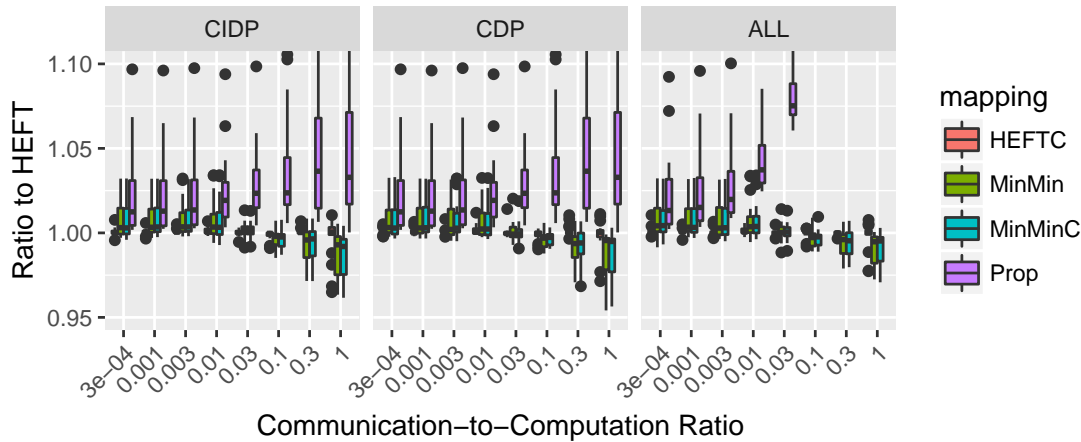 CIDP CDP ALL
Ratio to HEFT
1.10
1.05
1.00
0.95
3e−04 0.001 0.003 0.01 0.03 0.1 0.3 1
3e−04 0.001 0.003 0.01 0.03 0.1 0.3 1
3e−04 0.001 0.003 0.01 0.03 0.1 0.3 1
Communication−to−Computation Ratio
mapping
HEFTC
MinMin
MinMinC
Prop